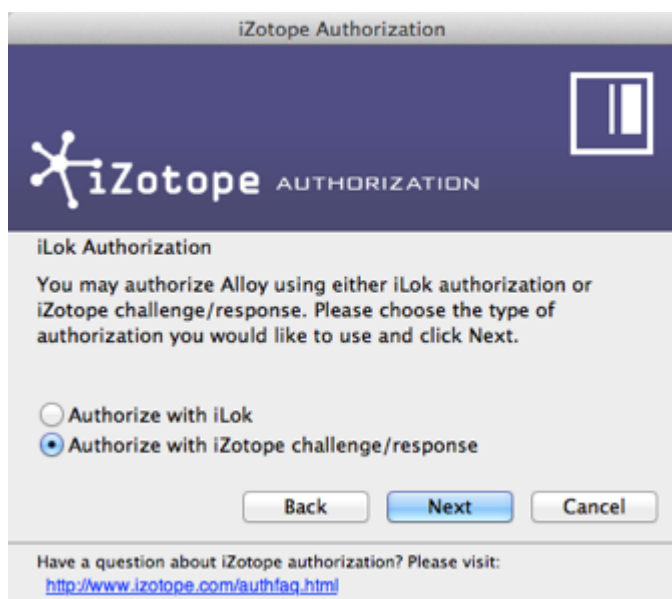 iZotope Authorization
iZotope AUTHORIZATION
iLok Authorization
You may authorize Alloy using either iLok authorization or
iZotope challenge/response. Please choose the type of
authorization you would like to use and click Next.
Authorize with iLok
Authorize with iZotope challenge/response
Back Next Cancel
Have a question about iZotope authorization? Please visit:
http://www.izotope.com/authfaq.html